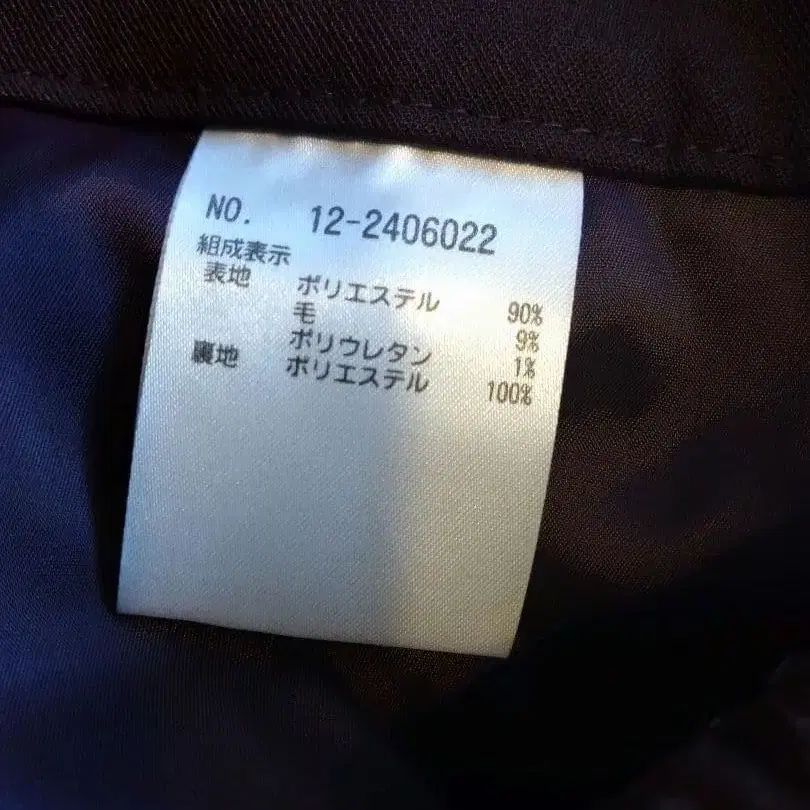 NO. 12-2406022
組成表示
表地 ポリエステル 90%
毛 9%
ポリウレタン 1%
裏地 ポリエステル 100%